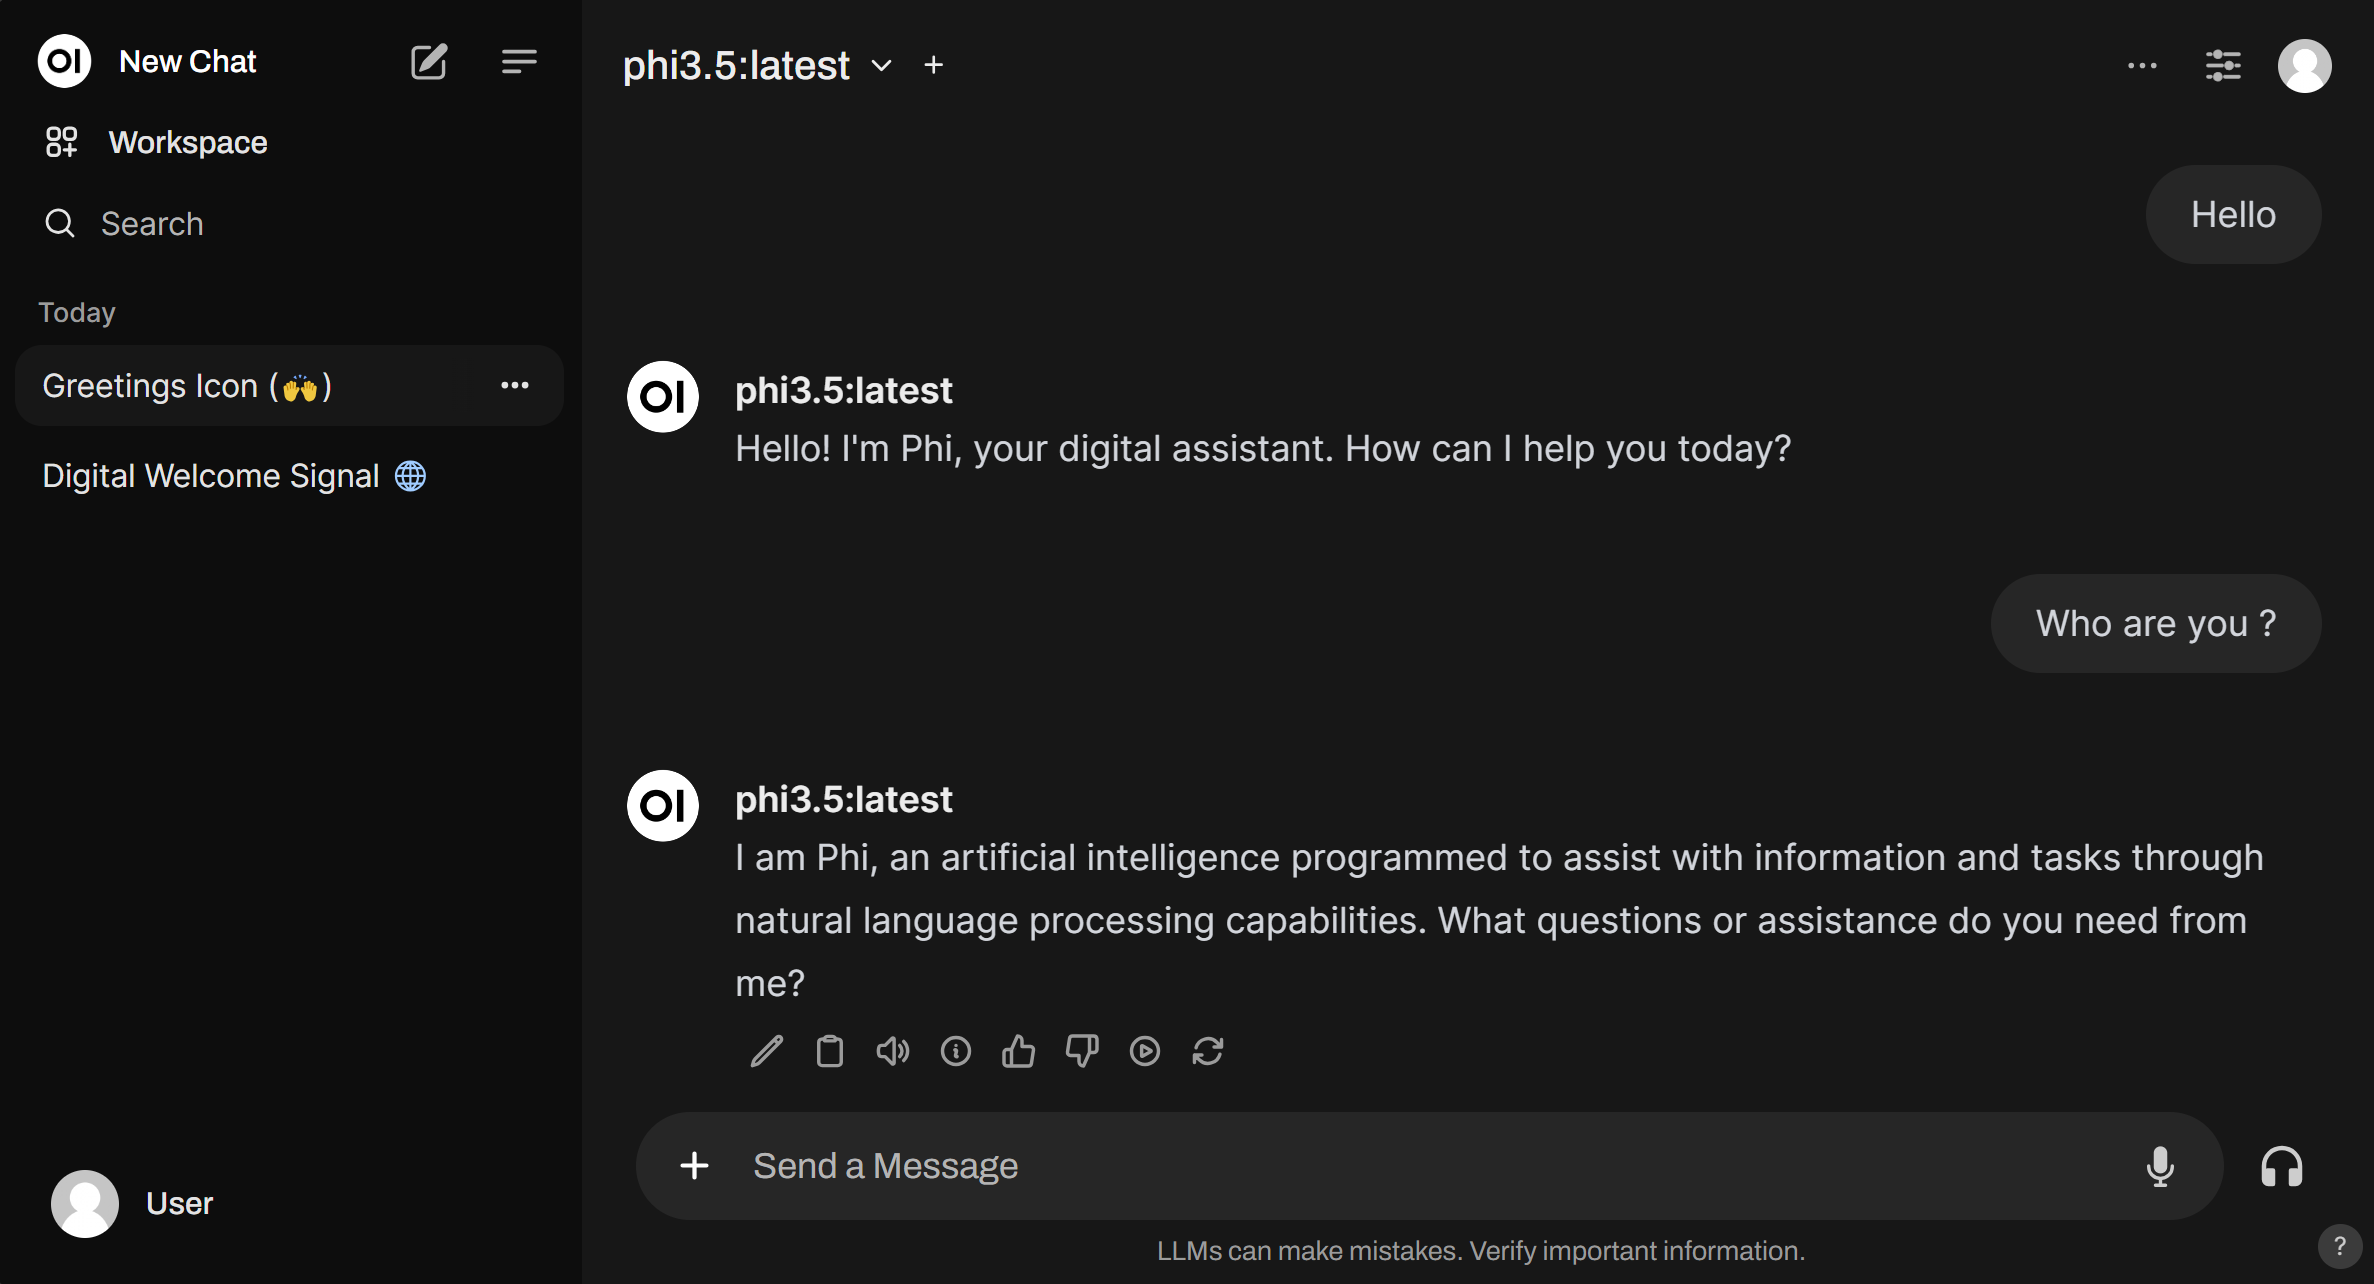 OI New Chat
Workspace
Search
Today
Greetings Icon (🙌)
Digital Welcome Signal 🌐
User
phi3.5:latest
Hello
OI phi3.5:latest
Hello! I'm Phi, your digital assistant. How can I help you today?
Who are you ?
OI phi3.5:latest
I am Phi, an artificial intelligence programmed to assist with information and tasks through
natural language processing capabilities. What questions or assistance do you need from
me?
Send a Message
LLMs can make mistakes. Verify important information.
?